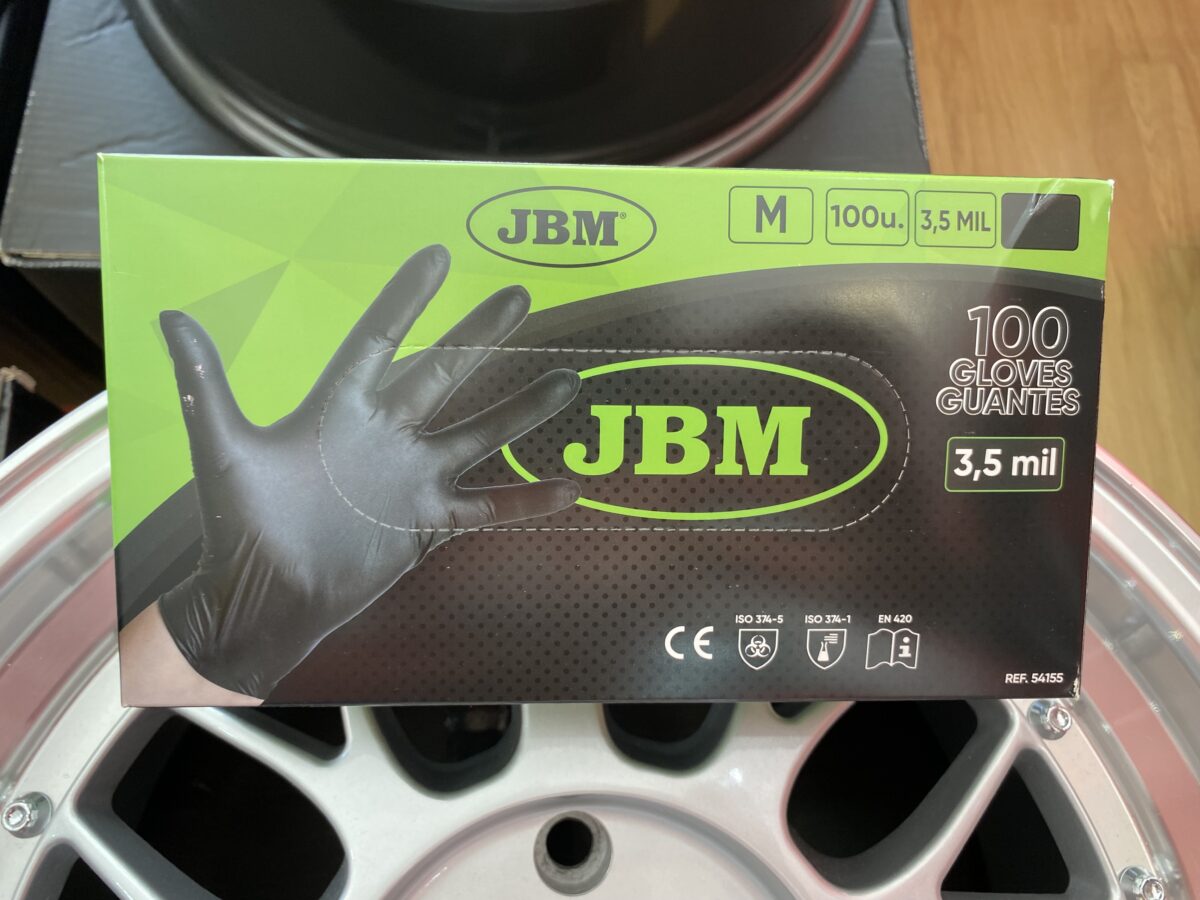 JBM®
M
100u.
3,5 MIL
100
GLOVES
GUANTES
JBM
3,5 mil
CE
ISO 374-5
ISO 374-1
EN 420
i
REF. 54155